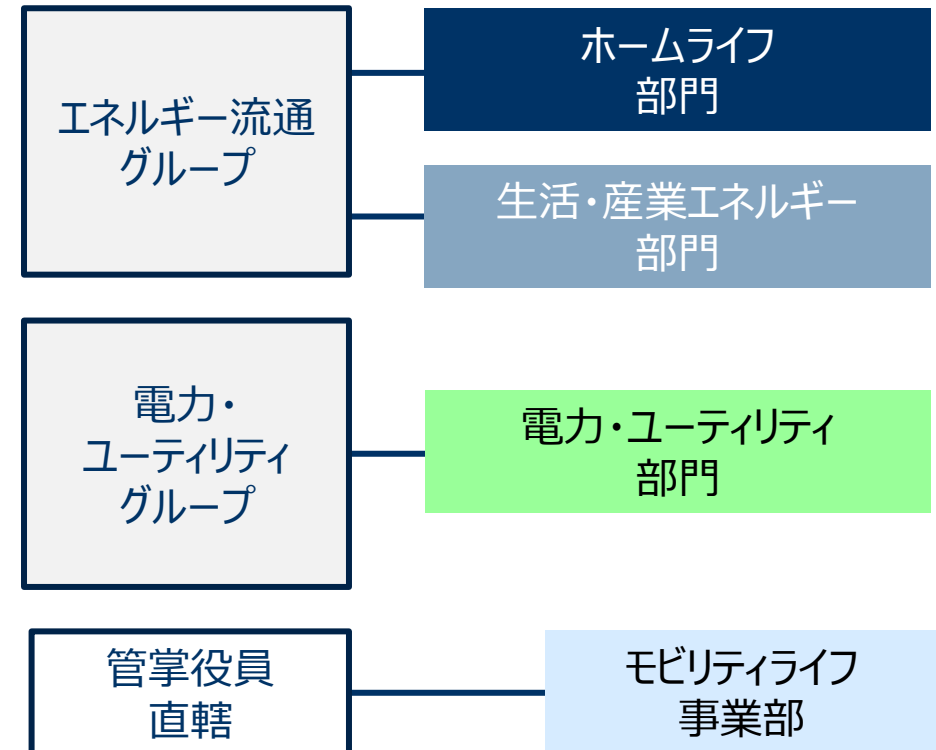 エネルギー流通
グループ
ホームライフ
部門
生活・産業エネルギー
部門
電力・
ユーティリティ
グループ
電力・ユーティリティ
部門
管掌役員
直轄
モビリティライフ
事業部